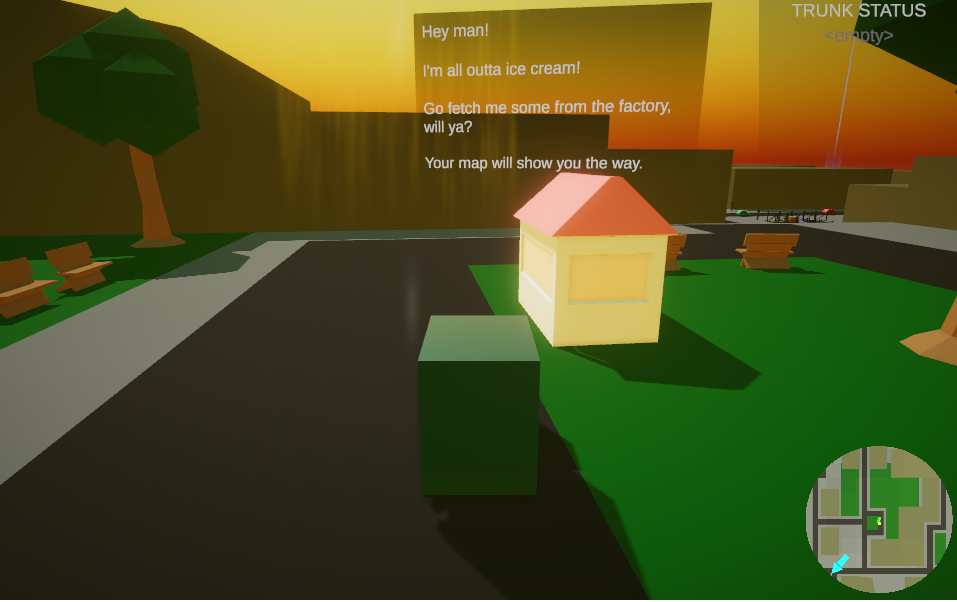 TRUNK STATUS
<empty>
Hey man!
I'm all outta ice cream!
Go fetch me some from the factory,
will ya?
Your map will show you the way.